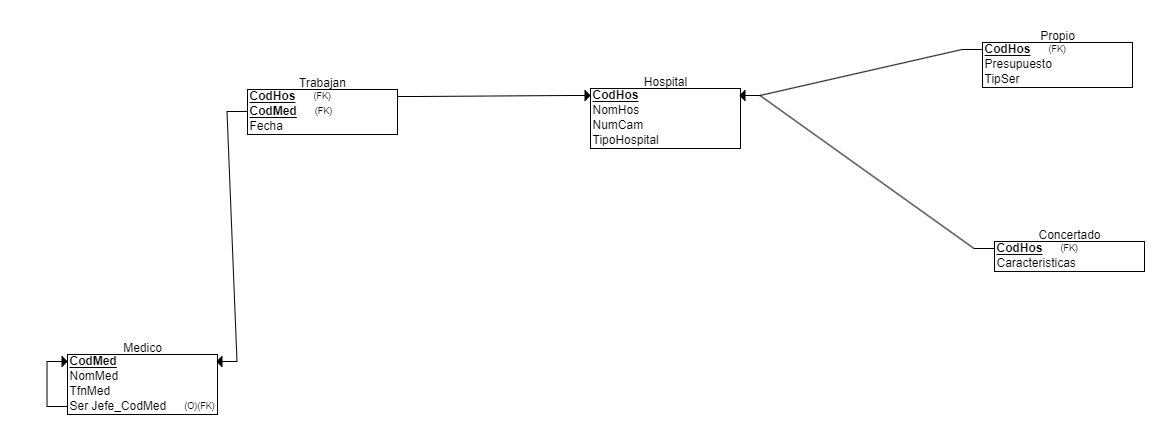 Propio
CodHos (FK)
Presupuesto
TipSer
Trabajan
CodHos (FK)
CodMed (FK)
Fecha
Hospital
CodHos
NomHos
NumCam
TipoHospital
Concertado
CodHos (FK)
Caracteristicas
Medico
CodMed
NomMed
TfnMed
Ser Jefe_CodMed (O)(FK)